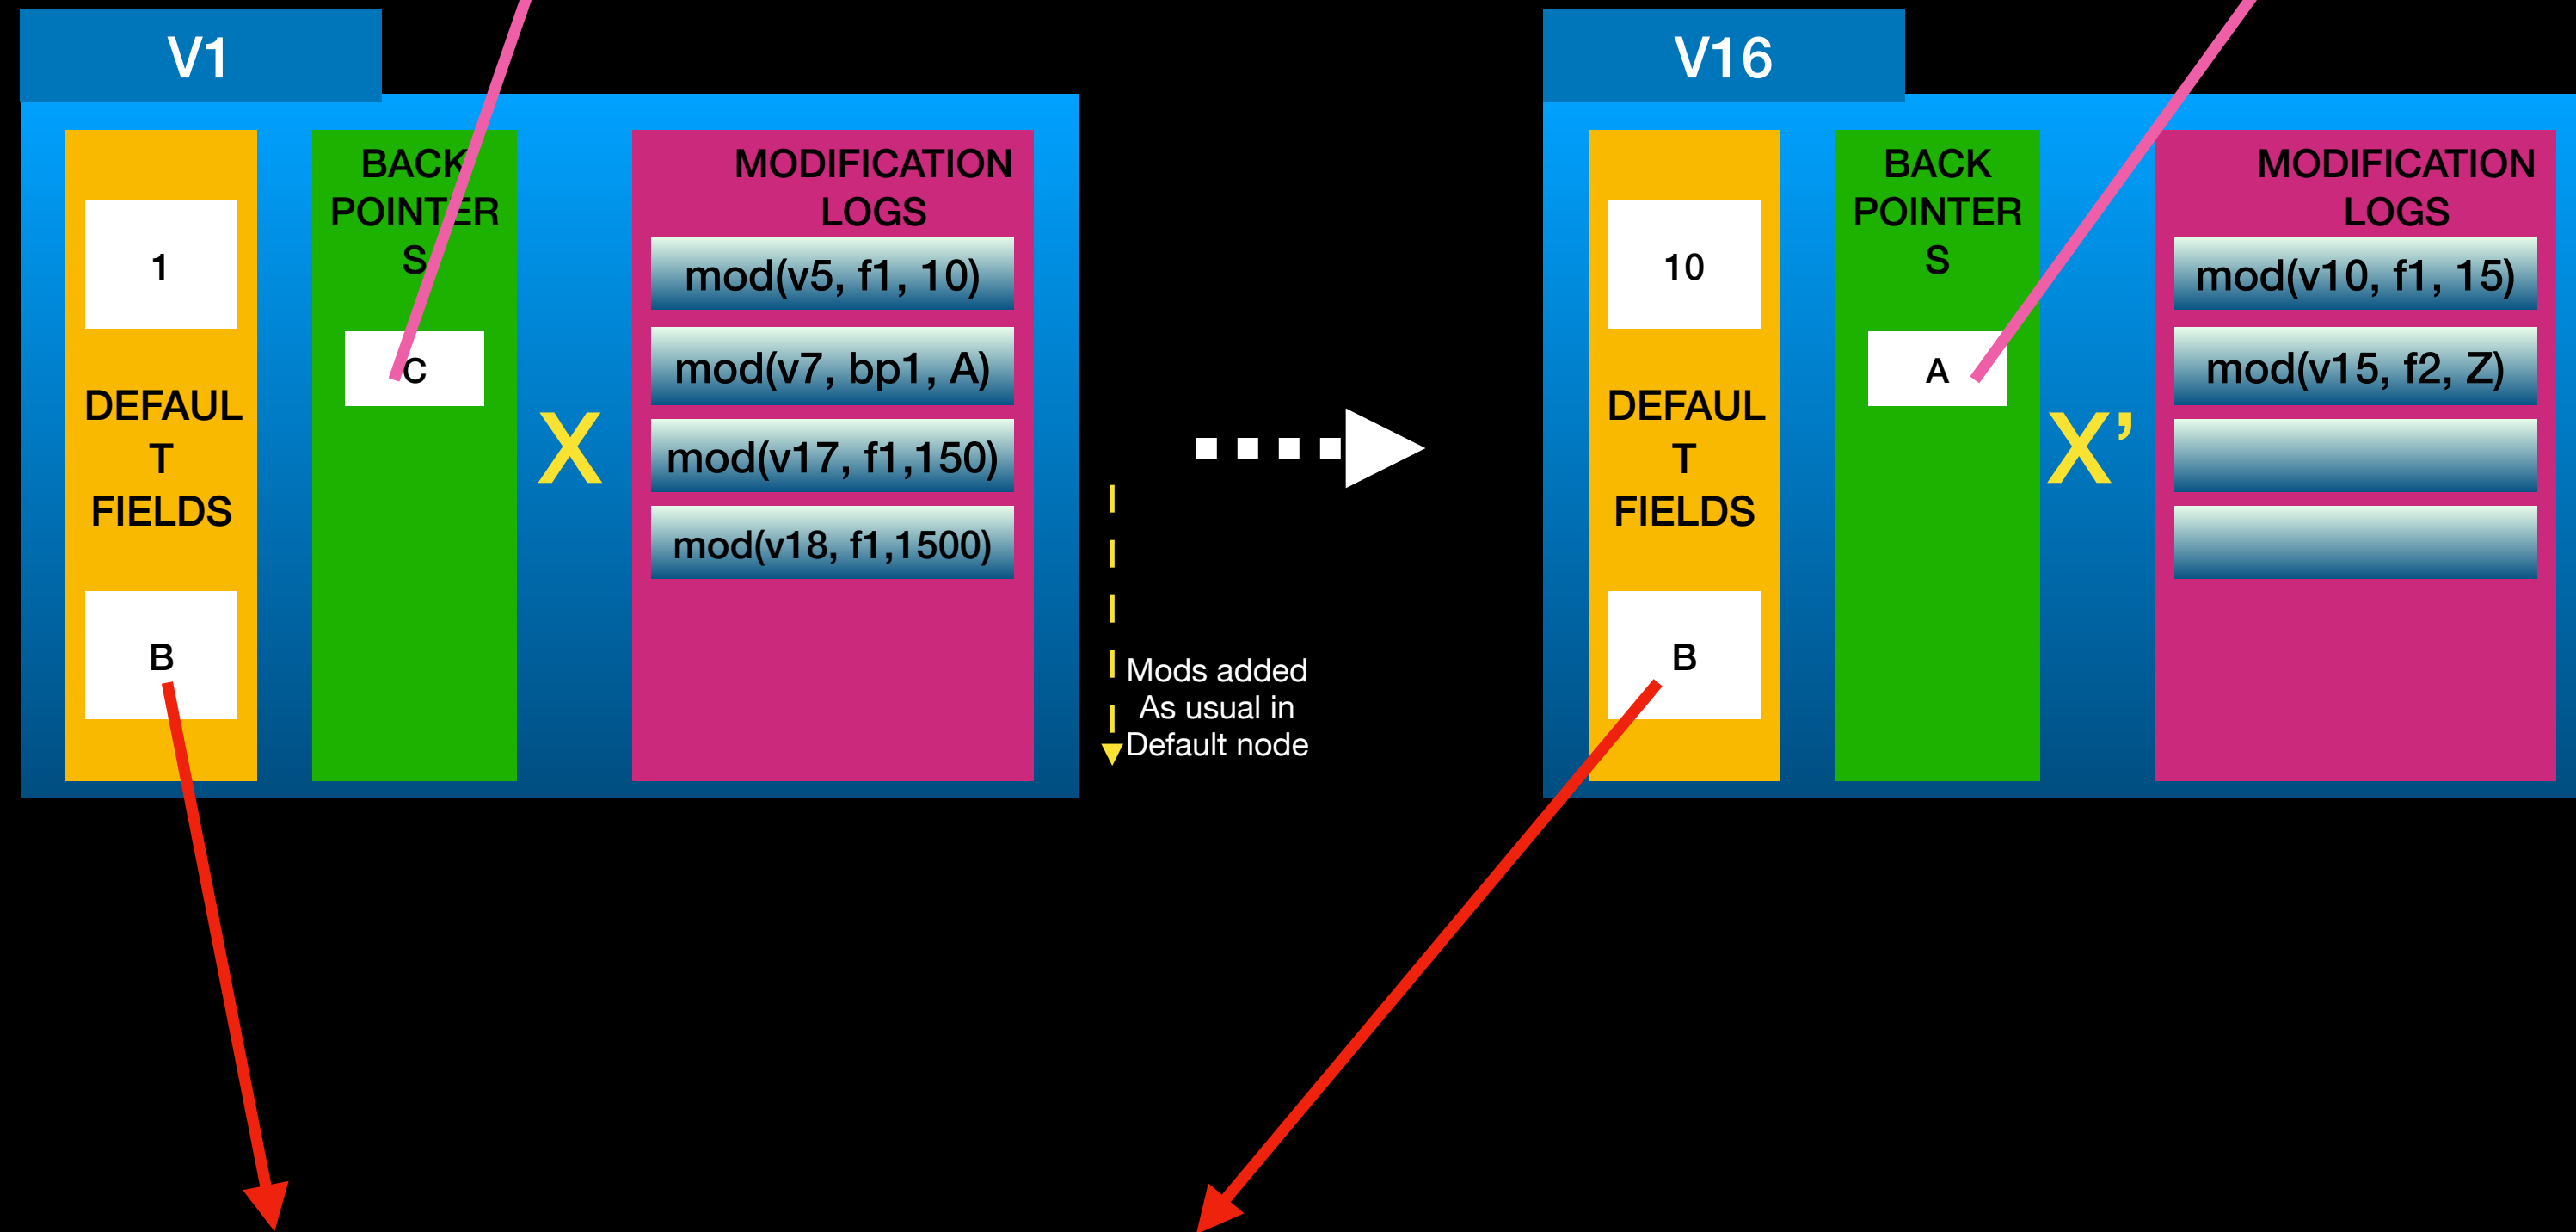 V1
1
DEFAUL
T
FIELDS
B
BACK
POINTER
S
C
X
MODIFICATION
LOGS
mod(v5, f1, 10)
mod(v7, bp1, A)
mod(v17, f1,150)
mod(v18, f1,1500)
Mods added
As usual in
Default node
V16
10
DEFAUL
T
FIELDS
B
BACK
POINTER
S
A
X’
MODIFICATION
LOGS
mod(v10, f1, 15)
mod(v15, f2, Z)